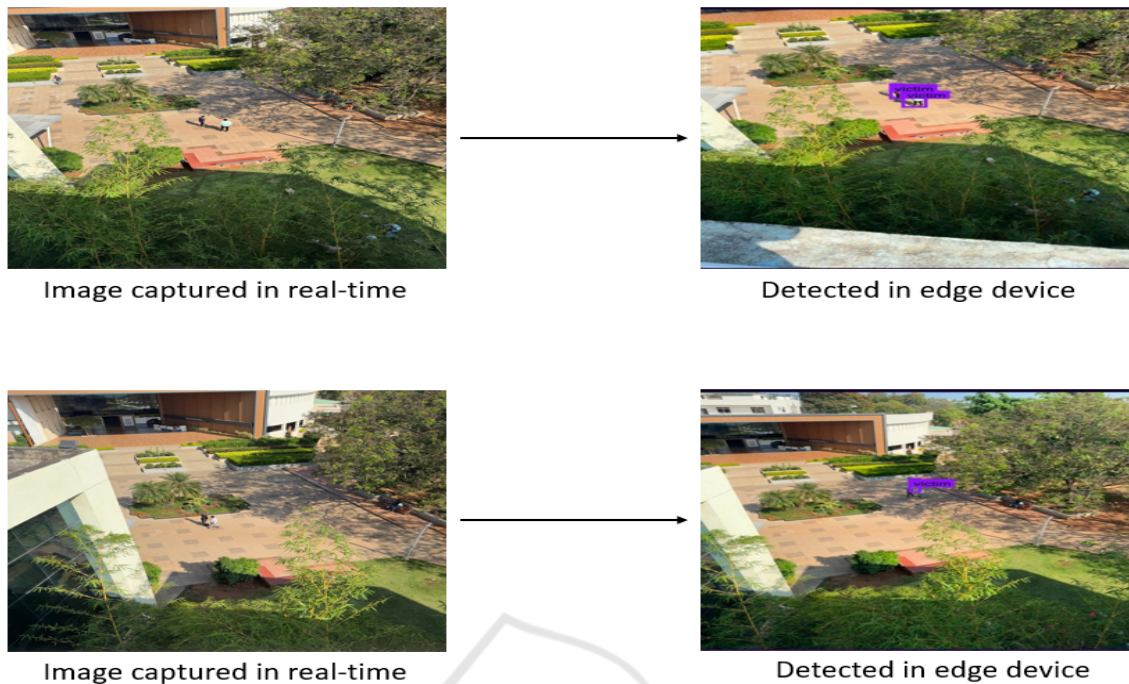 victim
victim
Image captured in real-time
Detected in edge device
victim
Image captured in real-time
Detected in edge device